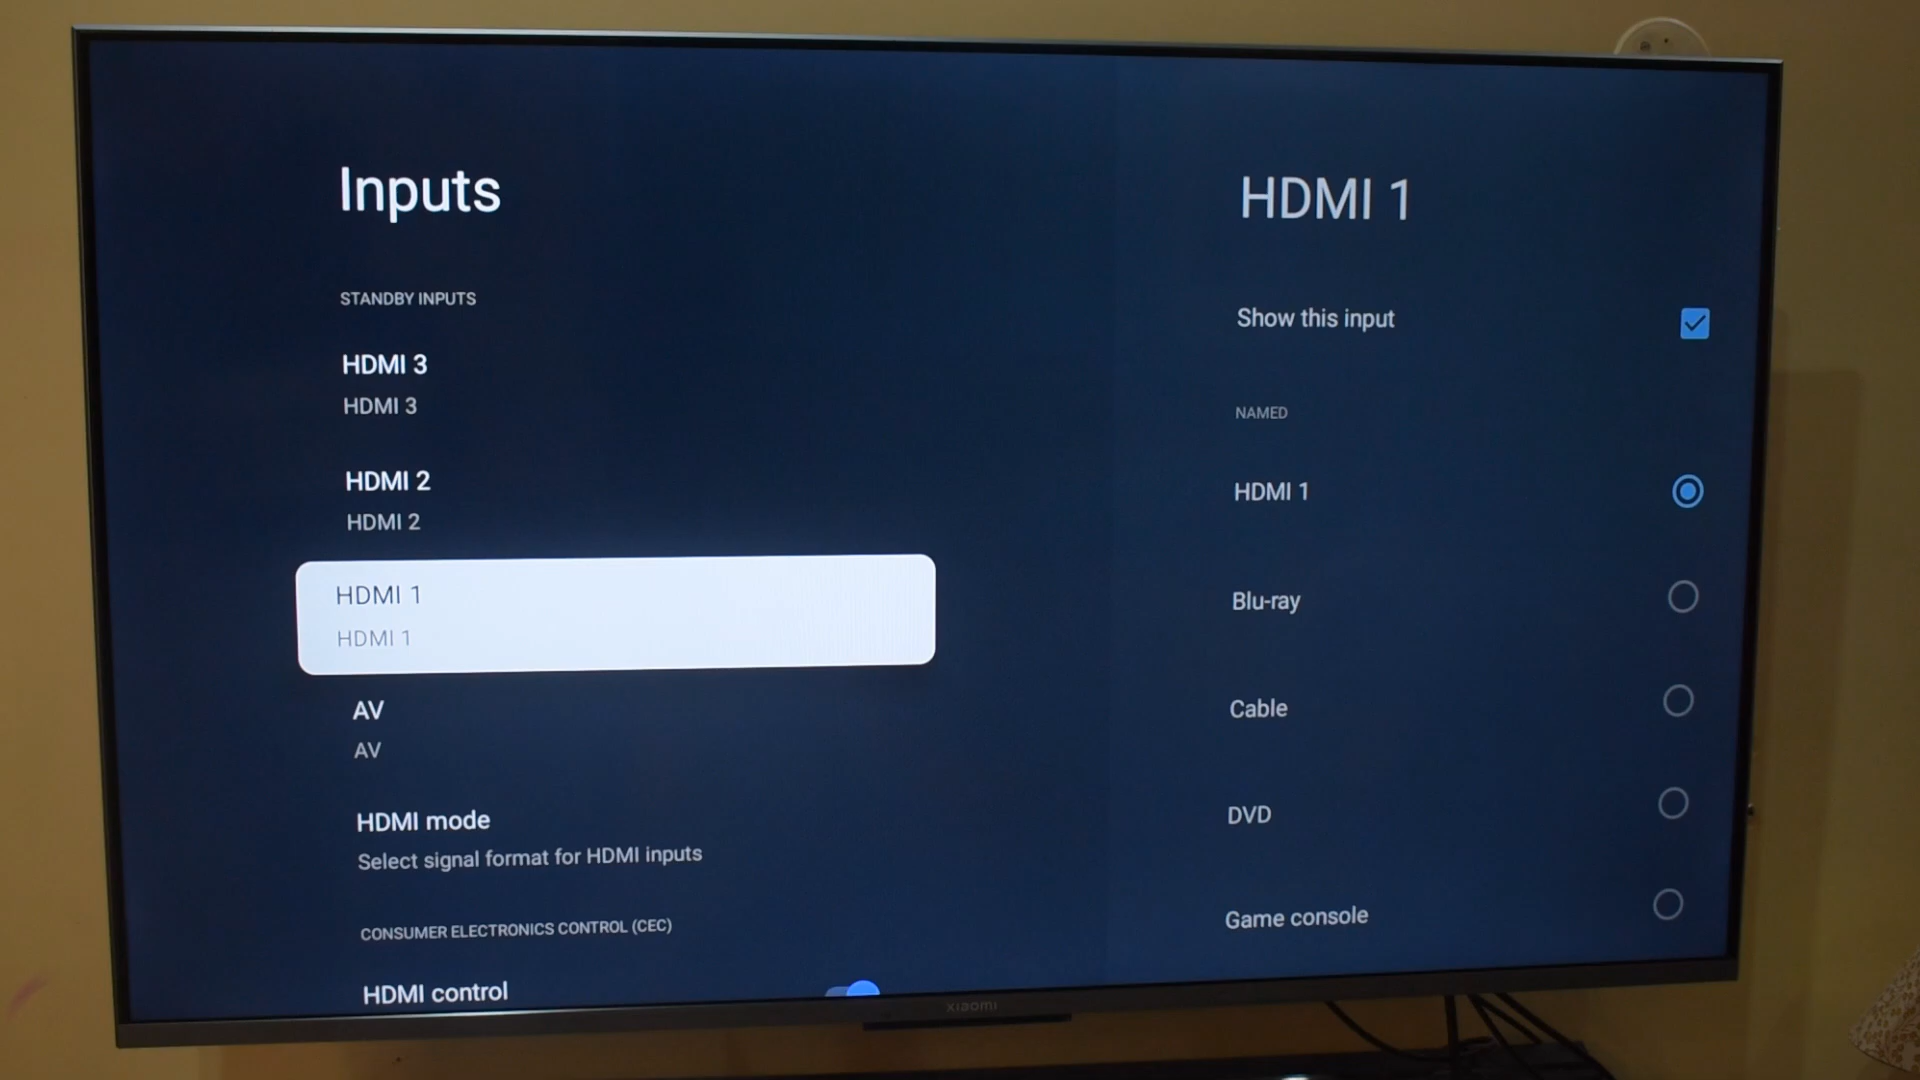 Inputs
STANDBY INPUTS
HDMI 3
HDMI 3
HDMI 2
HDMI 2
HDMI 1
HDMI 1
AV
AV
HDMI mode
Select signal format for HDMI inputs
CONSUMER ELECTRONICS CONTROL (CEC)
HDMI control
HDMI 1
Show this input
NAMED
HDMI 1
Blu-ray
Cable
DVD
Game console
xiaomi